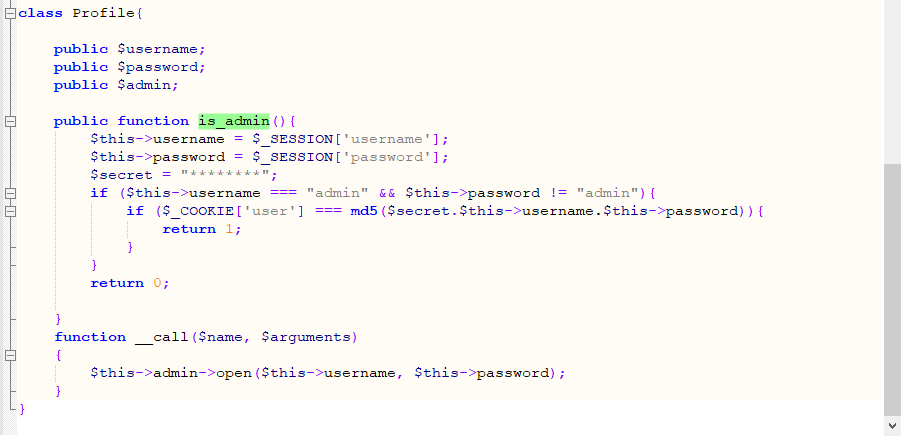 class Profile{
public $username;
public $password;
public $admin;
public function is_admin(){
$this->username = $_SESSION['username'];
$this->password = $_SESSION['password'];
$secret = "********";
if ($this->username === "admin" && $this->password != "admin"){
if ($_COOKIE['user'] === md5($secret.$this->username.$this->password)){
return 1;
}
}
return 0;
}
function __call($name, $arguments)
{
$this->admin->open($this->username, $this->password);
}
}